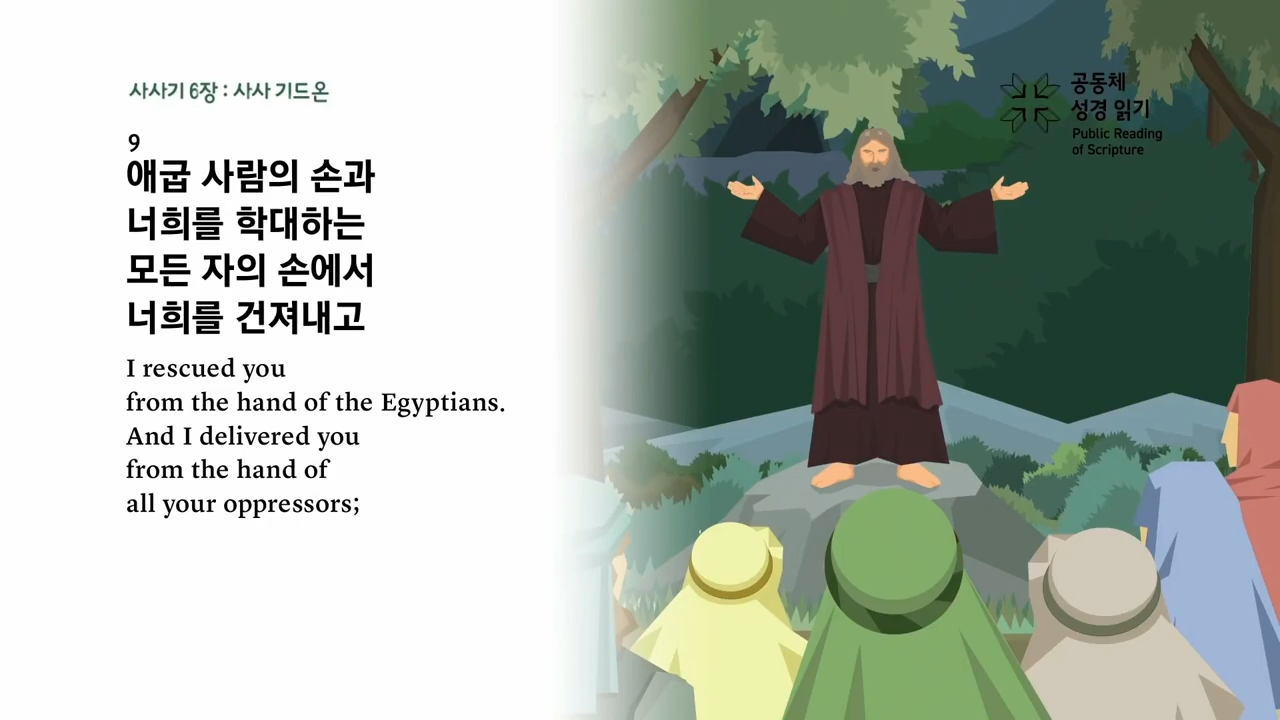 사사기 6장 : 사사 기드온
9
애굽 사람의 손과
너희를 학대하는
모든 자의 손에서
너희를 건져내고
I rescued you
from the hand of the Egyptians.
And I delivered you
from the hand of
all your oppressors;
공동체
성경 읽기
Public Reading
of Scripture